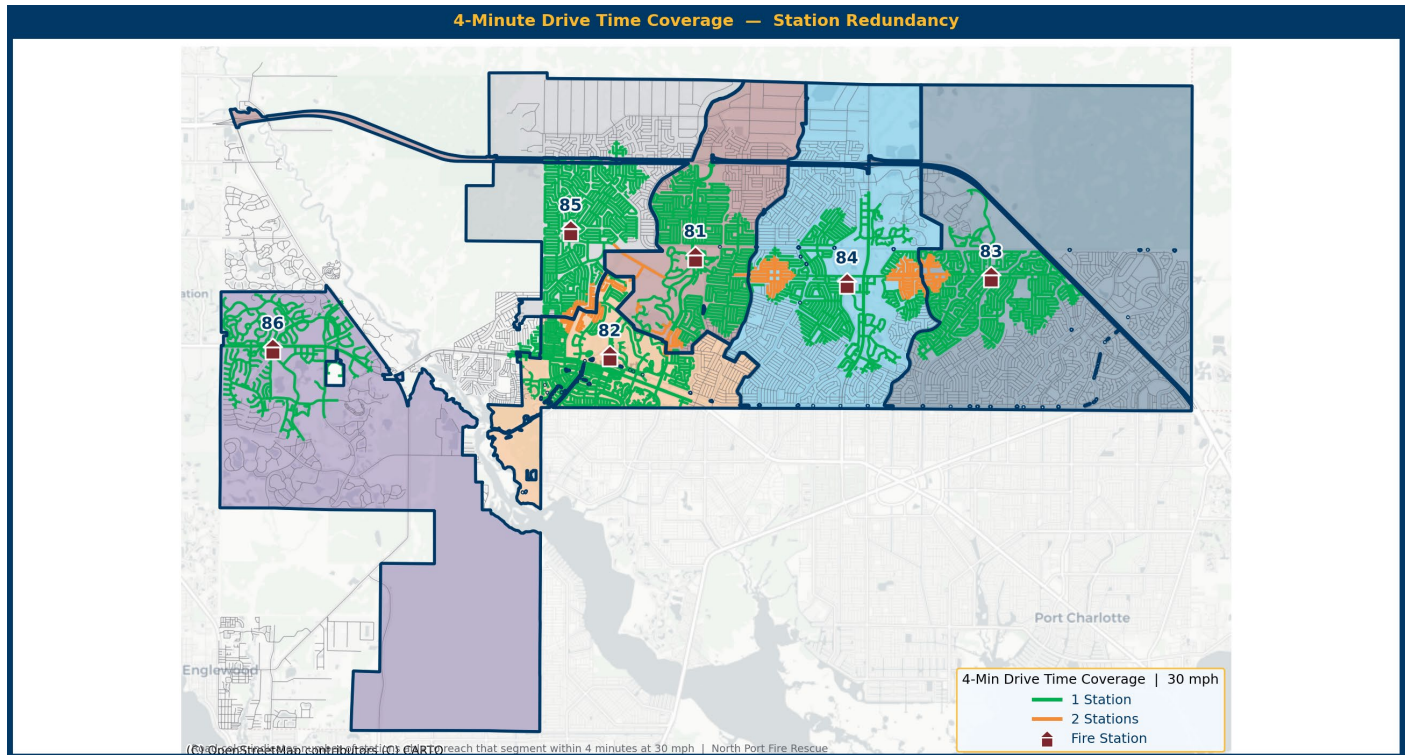 4-Minute Drive Time Coverage — Station Redundancy
85
81
84
83
86
82
Port Charlotte
Englewood
4-Min Drive Time Coverage | 30 mph
1 Station
2 Stations
Fire Station
(C) OpenStreetMap contributors (C) CARTO
reach that segment within 4 minutes at 30 mph | North Port Fire Rescue